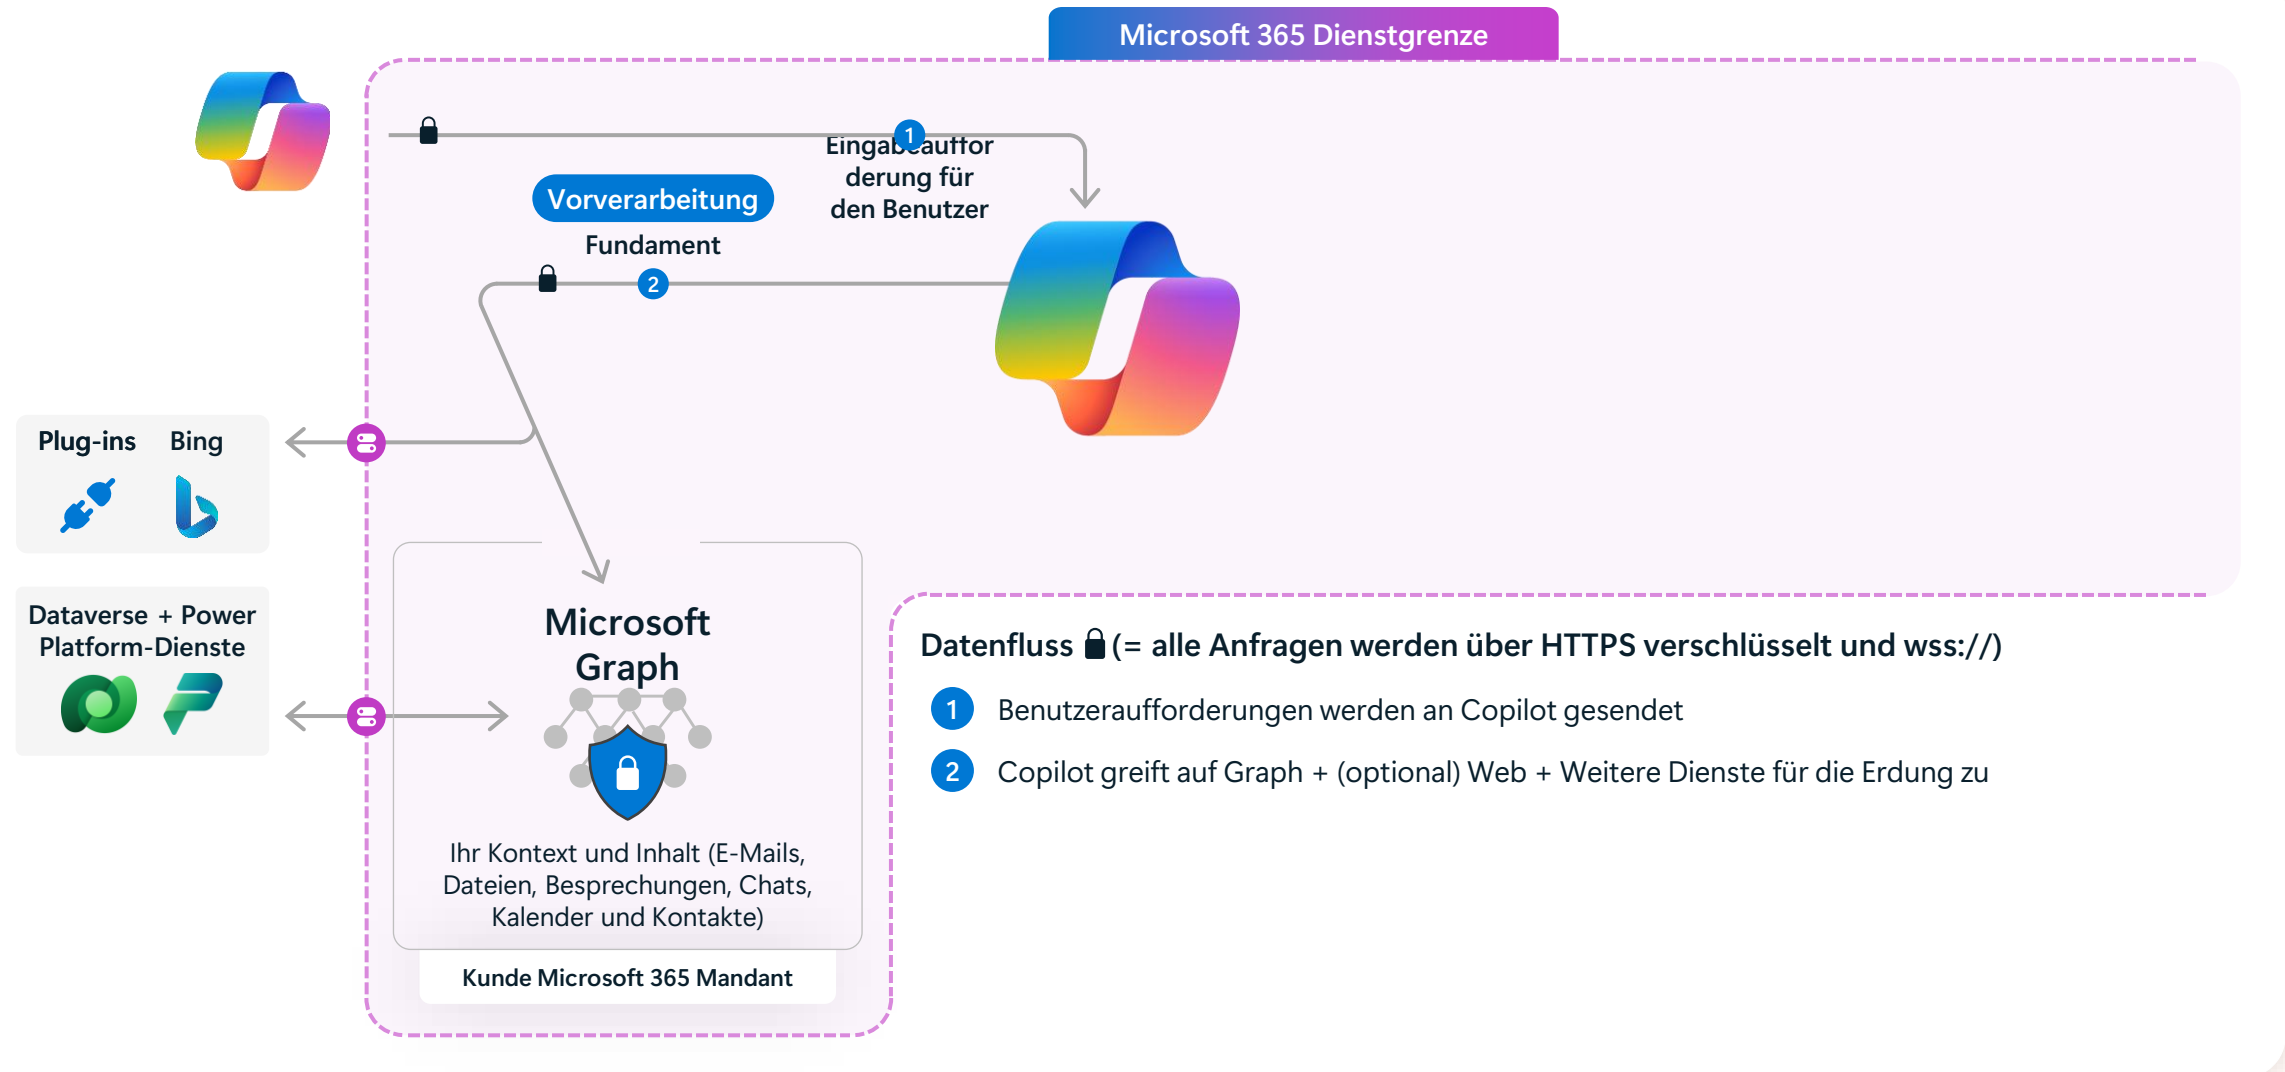 Microsoft 365 Dienstgrenze
1
Eingabeauffor
derung für
den Benutzer
Vorverarbeitung
Fundament
2
Plug-ins Bing
Dataverse + Power
Platform-Dienste
Microsoft
Graph
Ihr Kontext und Inhalt (E-Mails,
Dateien, Besprechungen, Chats,
Kalender und Kontakte)
Kunde Microsoft 365 Mandant
Datenfluss (= alle Anfragen werden über HTTPS verschlüsselt und wss://)
1 Benutzeraufforderungen werden an Copilot gesendet
2 Copilot greift auf Graph + (optional) Web + Weitere Dienste für die Erdung zu